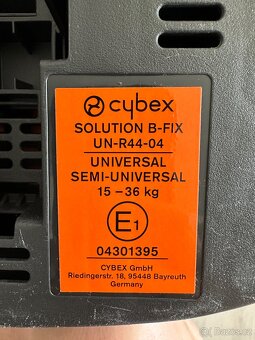 cybex
SOLUTION B-FIX
UN-R44-04
UNIVERSAL
SEMI-UNIVERSAL
15 – 36 kg
E1
04301395
CYBEX GmbH
Riedingerstr. 18, 95448 Bayreuth
Germany